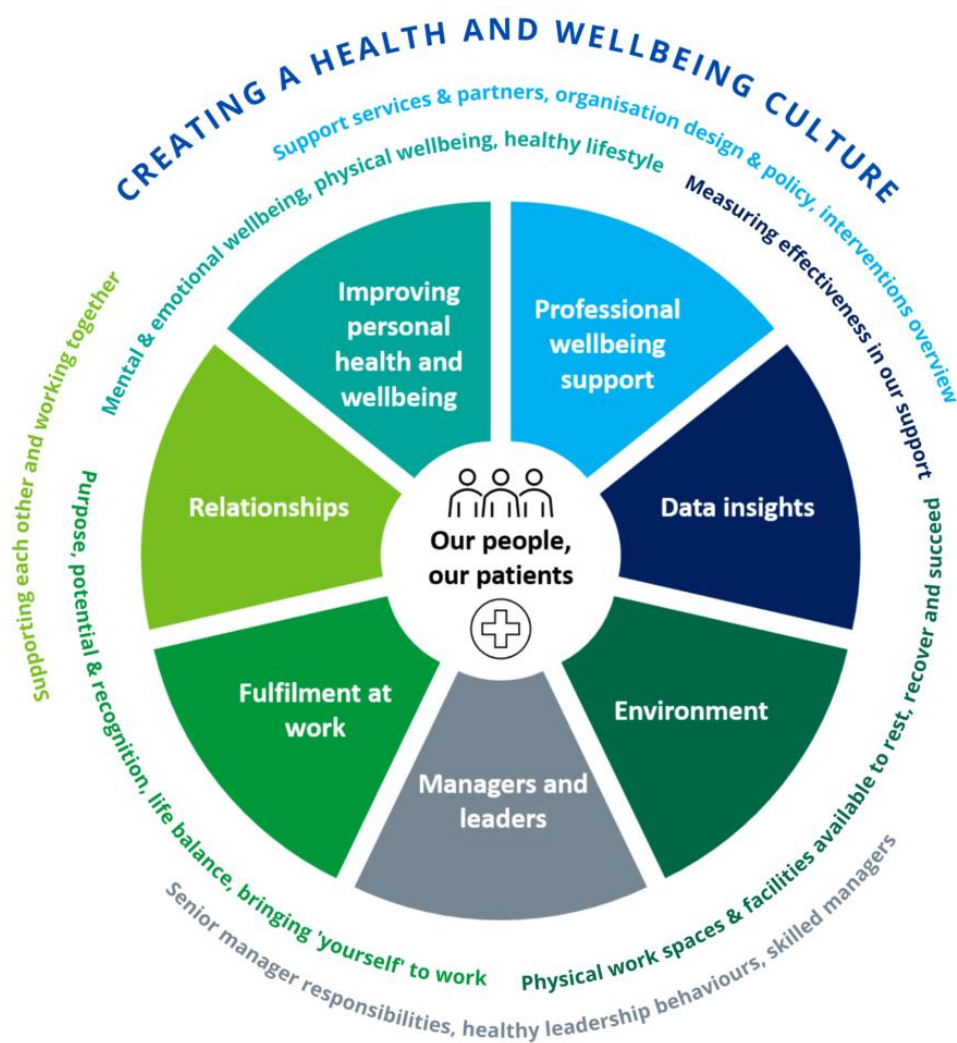 CREATING A HEALTH AND WELLBEING CULTURE
Support services & partners, organisation design & policy, interventions overview
Mental & emotional wellbeing, physical wellbeing, healthy lifestyle
Measuring effectiveness in our support
Supporting each other and working together
Improving
personal
health and
wellbeing
Professional
wellbeing
support
Relationships
Data insights
Our people,
our patients
Fulfilment at
work
Environment
Managers and
leaders
Purpose, potential & recognition, life balance, bringing 'yourself' to work
Physical work spaces & facilities available to rest, recover and succeed
Senior manager responsibilities, healthy leadership behaviours, skilled managers